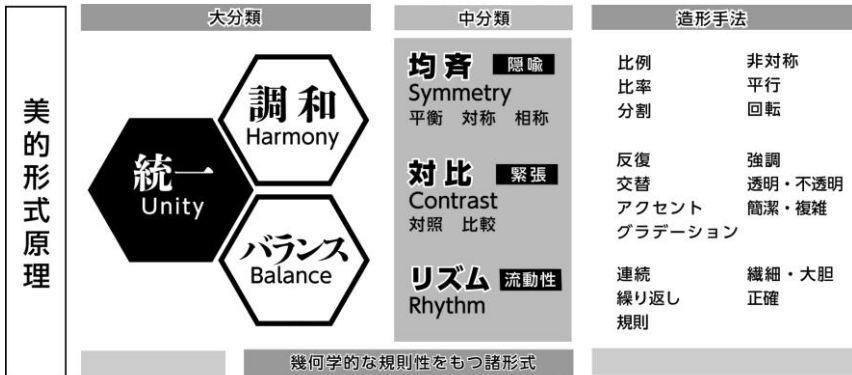 美的形式原理
大分類
統一
Unity
調和
Harmony
バランス
Balance
中分類
均斉 隠喩
Symmetry
平衡 対称 相称
対比 緊張
Contrast
対照 比較
リズム 流動性
Rhythm
造形手法
比例 非対称
比率 平行
分割 回転
反復 強調
交替 透明・不透明
アクセント 簡潔・複雑
グラデーション
連続 繊細・大胆
繰り返し 正確
規則
幾何学的な規則性をもつ諸形式